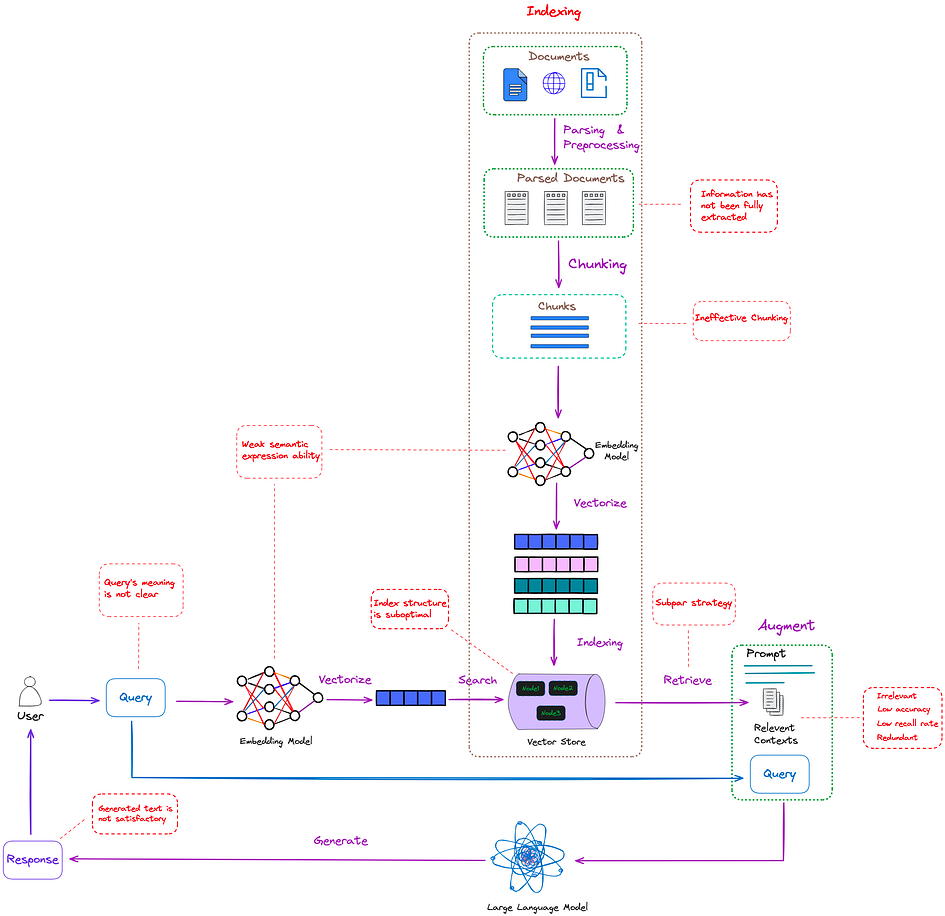 Indexing
Documents
Parsing &
Preprocessing
Parsed Documents
Information has
not been fully
extracted
Chunking
Chunks
Ineffective Chunking
Weak semantic
expression ability
Embedding
Model
Vectorize
Query's meaning
is not clear
Index structure
is suboptimal
Subpar strategy
Indexing
Augment
Prompt
User
Query
Vectorize
Search
Node1
Node2
Node3
Retrieve
Relevent
Contexts
Irrelevant
Low accuracy
Low recall rate
Redundant
Embedding Model
Vector Store
Query
Generated text is
not satisfactory
Response
Generate
Large Language Model